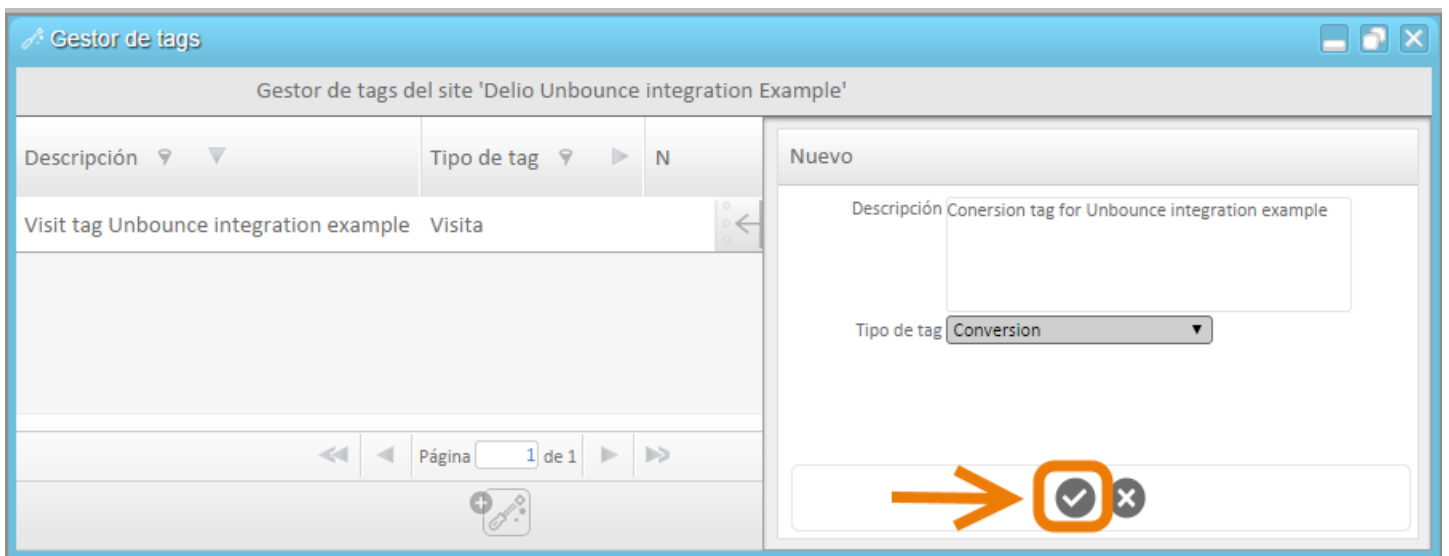 Gestor de tags
Gestor de tags del site 'Delio Unbounce integration Example'
Descripción Tipo de tag N
Visit tag Unbounce integration example Visita
Página 1 de 1
Nuevo
Descripción Conersion tag for Unbounce integration example
Tipo de tag Conversion